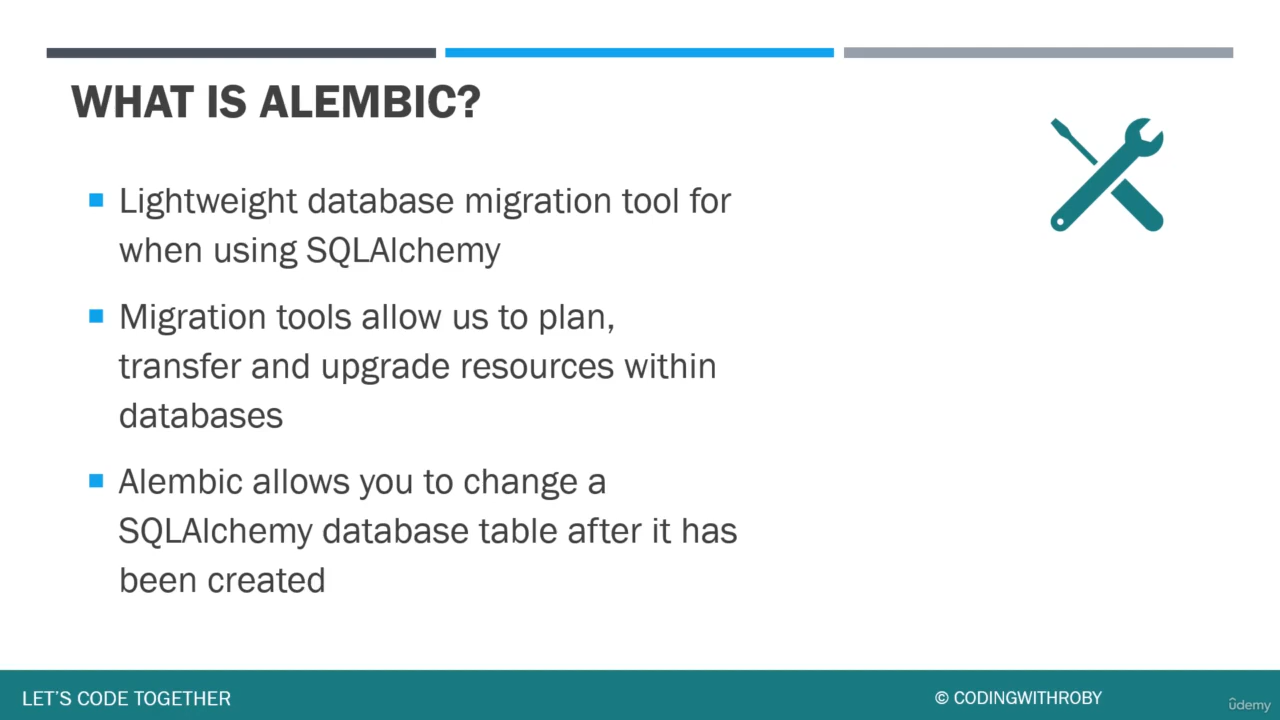 WHAT IS ALEMBIC?
Lightweight database migration tool for
when using SQLAlchemy
Migration tools allow us to plan,
transfer and upgrade resources within
databases
Alembic allows you to change a
SQLAlchemy database table after it has
been created
LET'S CODE TOGETHER
© CODINGWITHROBY
udemy